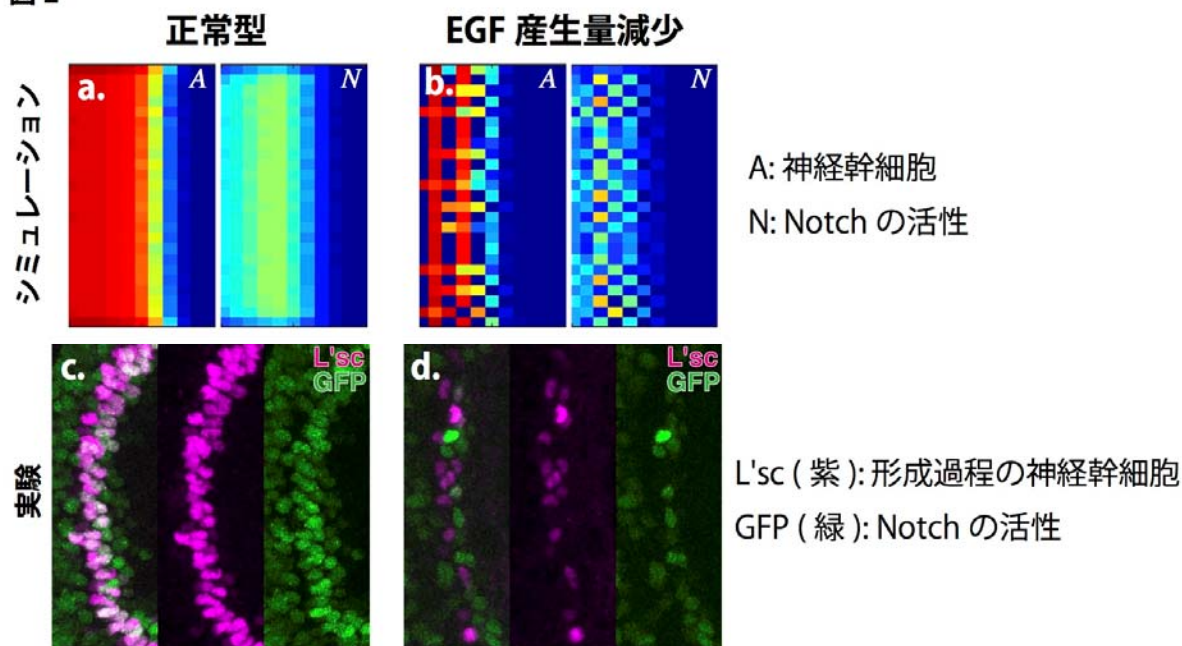 正常型
EGF 産生量減少
シミュレーション
a.
A
N
b.
A
N
A: 神経幹細胞
N: Notch の活性
実験
c.
L'sc
GFP
d.
L'sc
GFP
L'sc ( 紫 ): 形成過程の神経幹細胞
GFP ( 緑 ): Notch の活性